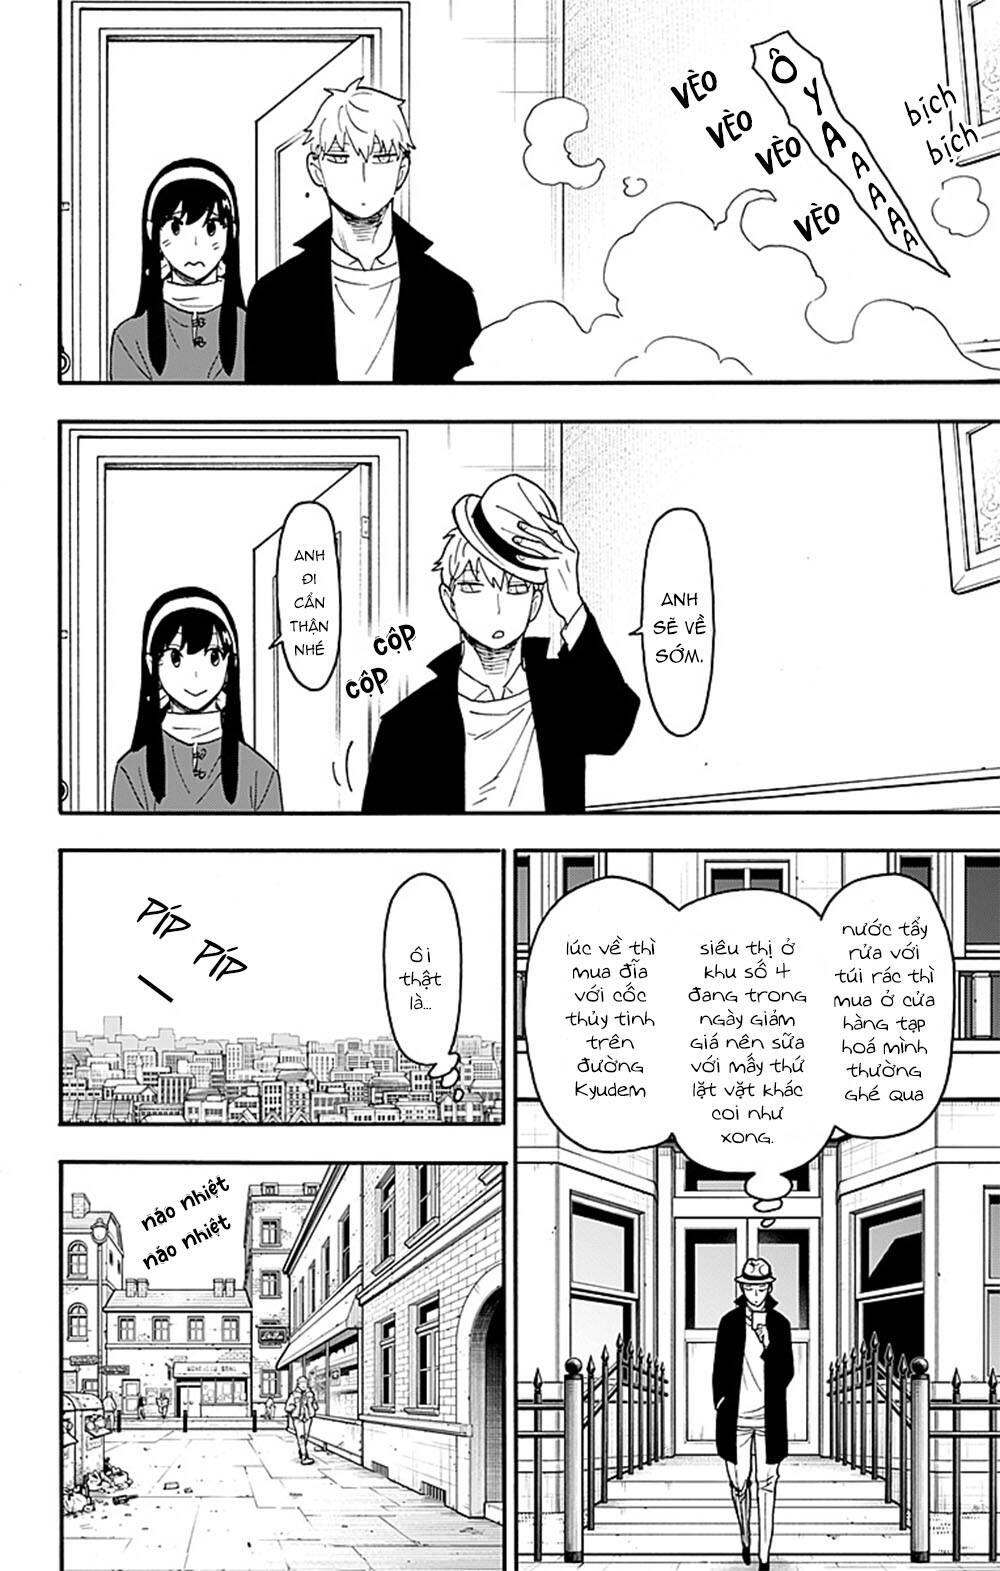 bịch
bịch
ÔYAAAAAA
VÈO
VÈO
VÈO
VÈO
ANH
SẼ VỀ
SỚM.
ANH
ĐI
CẨN
THẬN
NHÉ
CỘP
CỘP
nước tẩy
rửa với
túi rác thì
mua ở cửa
hàng tạp
hoá mình
thường
ghé qua
siêu thị ở
khu số 4
đang trong
ngày giảm
giá nên sữa
với mấy thứ
lặt vặt khác
coi như
xong.
lúc về thì
mua đĩa
với cốc
thủy tinh
trên
đường
Kyudem
ôi
thật
là...
PÍP PÍP
náo nhiệt
náo nhiệt